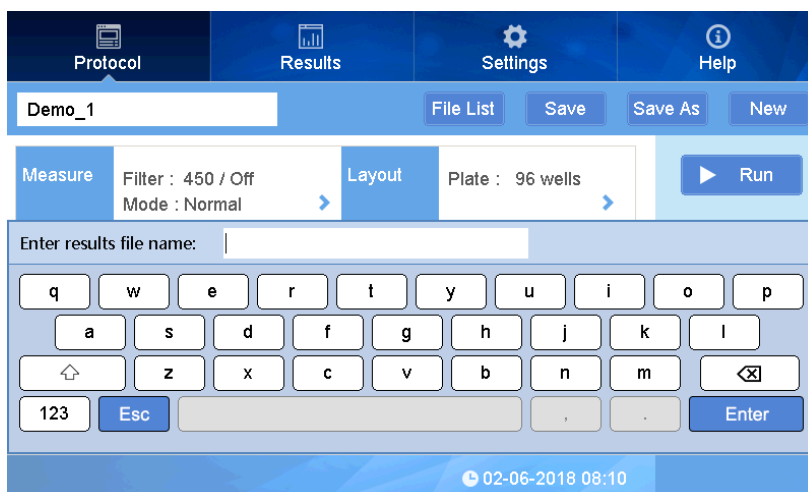 Protocol Results Settings Help
Demo_1 File List Save Save As New
Measure Filter : 450 / Off Layout Plate : 96 wells Run
Mode : Normal
Enter results file name:
q w e r t y u i o p
a s d f g h j k l
z x c v b n m
123 Esc , . Enter
02-06-2018 08:10